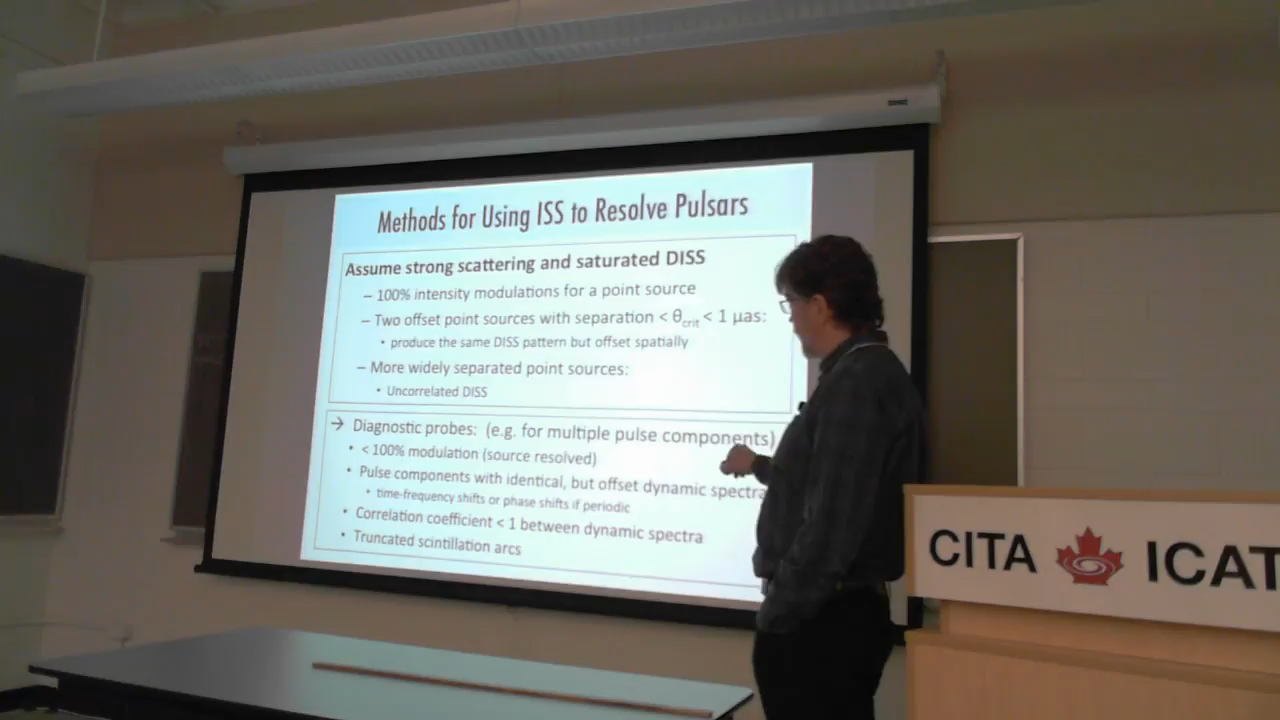 Methods for Using ISS to Resolve Pulsars
Assume strong scattering and saturated DISS
– 100% intensity modulations for a point source
– Two offset point sources with separation < θcrit < 1 μas:
• produce the same DISS pattern but offset spatially
– More widely separated point sources:
• Uncorrelated DISS
→ Diagnostic probes: (e.g. for multiple pulse components)
• < 100% modulation (source resolved)
• Pulse components with identical, but offset dynamic spectra
• time-frequency shifts or phase shifts if periodic
• Correlation coefficient < 1 between dynamic spectra
• Truncated scintillation arcs
CITA ICAT